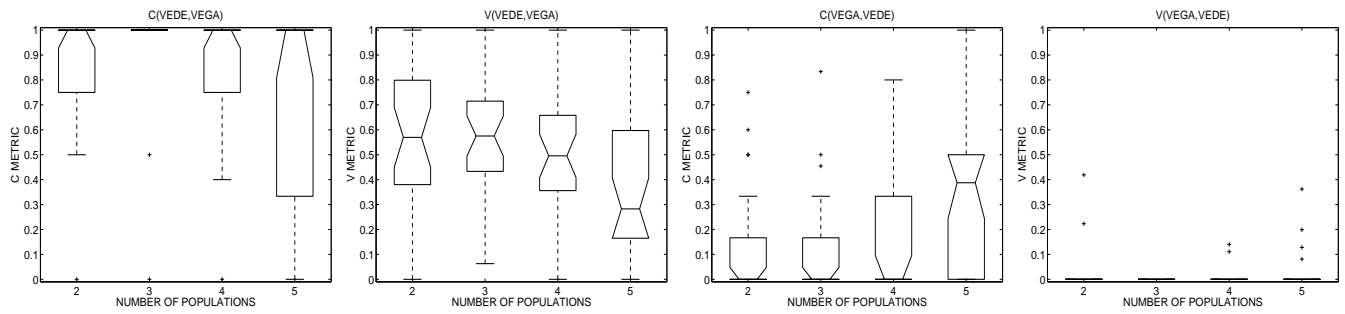 C(VEDE,VEGA)
1
0.9
0.8
0.7
0.6
0.5
0.4
0.3
0.2
0.1
0
C METRIC
2 3 4 5
NUMBER OF POPULATIONS
V(VEDE,VEGA)
1
0.9
0.8
0.7
0.6
0.5
0.4
0.3
0.2
0.1
0
V METRIC
2 3 4 5
NUMBER OF POPULATIONS
C(VEGA,VEDE)
1
0.9
0.8
0.7
0.6
0.5
0.4
0.3
0.2
0.1
0
C METRIC
2 3 4 5
NUMBER OF POPULATIONS
V(VEGA,VEDE)
1
0.9
0.8
0.7
0.6
0.5
0.4
0.3
0.2
0.1
0
V METRIC
2 3 4 5
NUMBER OF POPULATIONS